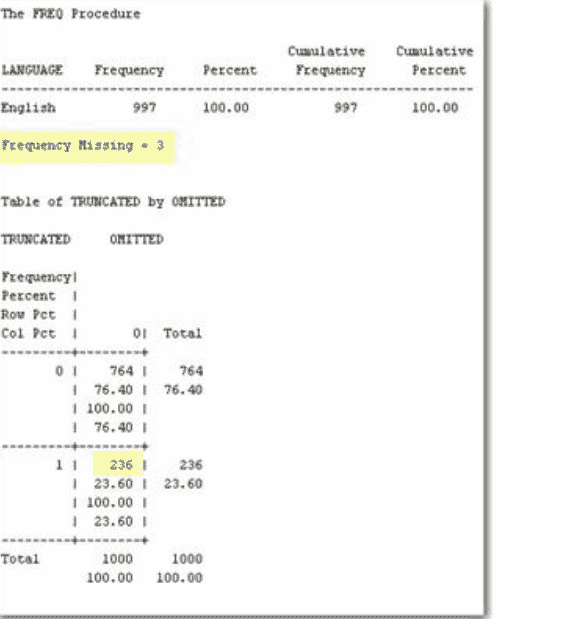 The FREQ Procedure
Cumulative Cumulative
LANGUAGE Frequency Percent Frequency Percent
--------------------------------------------------------------
English 997 100.00 997 100.00
Frequency Missing = 3
Table of TRUNCATED by OMITTED
TRUNCATED OMITTED
Frequency|
Percent |
Row Pct |
Col Pct | 0| Total
---------+--------+
0 | 764 | 764
| 76.40 | 76.40
| 100.00 |
| 76.40 |
---------+--------+
1 | 236 | 236
| 23.60 | 23.60
| 100.00 |
| 23.60 |
---------+--------+
Total 1000 1000
100.00 100.00